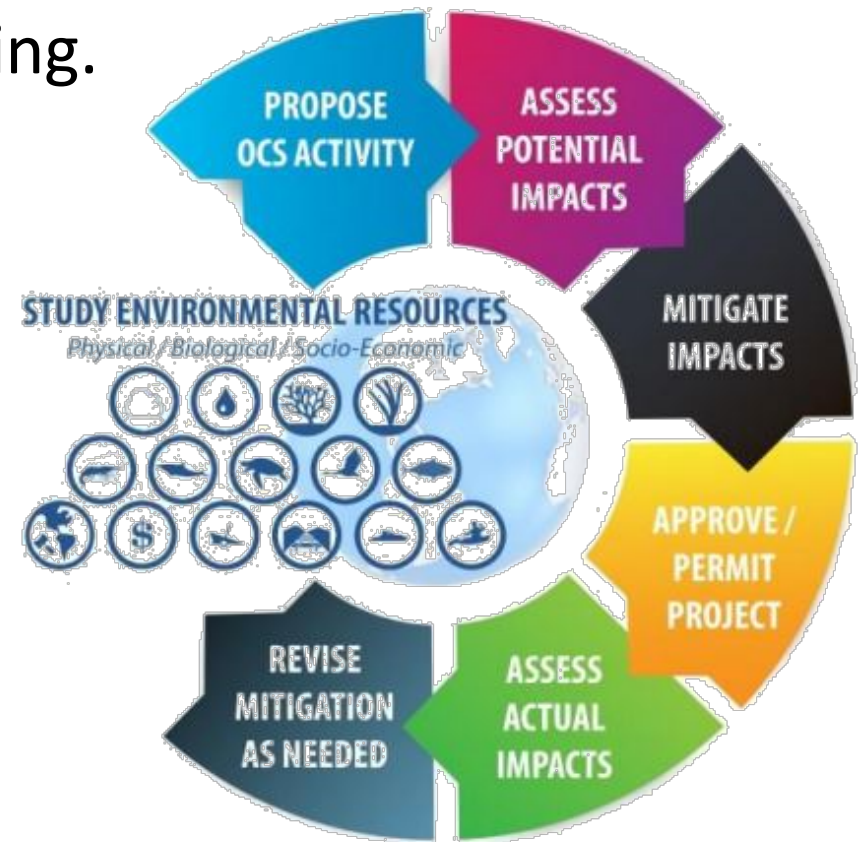 ing.
PROPOSE
OCS ACTIVITY
ASSESS
POTENTIAL
IMPACTS
MITIGATE
IMPACTS
APPROVE /
PERMIT
PROJECT
ASSESS
ACTUAL
IMPACTS
REVISE
MITIGATION
AS NEEDED
STUDY ENVIRONMENTAL RESOURCES
Physical / Biological / Socio-Economic
$